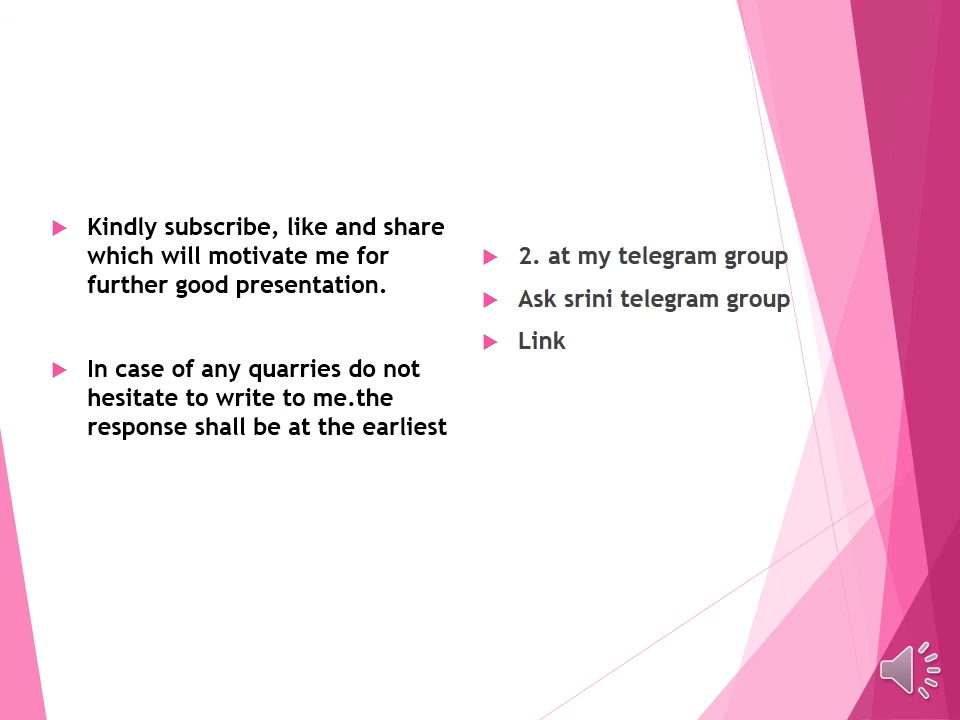 Kindly subscribe, like and share
which will motivate me for
further good presentation.
In case of any quarries do not
hesitate to write to me.the
response shall be at the earliest
2. at my telegram group
Ask srini telegram group
Link